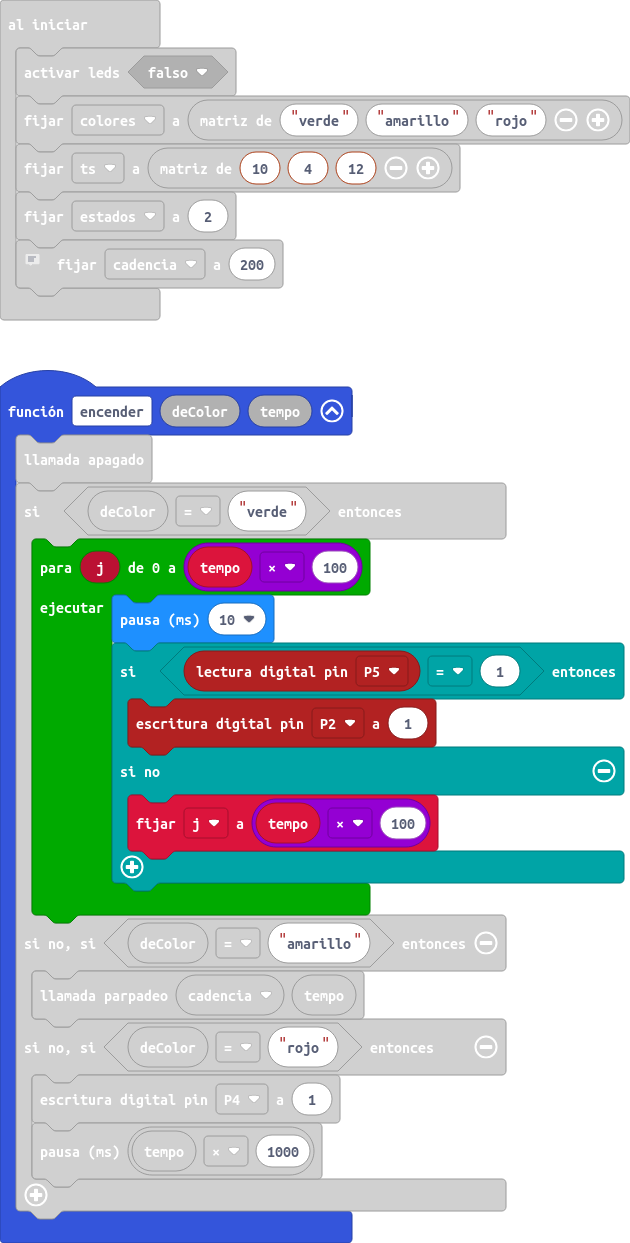 al iniciar
activar leds falso
fijar colores a matriz de "verde" "amarillo" "rojo"
fijar ts a matriz de 10 4 12
fijar estados a 2
fijar cadencia a 200
función encender deColor tempo
llamada apagado
si deColor = "verde" entonces
para j de 0 a tempo × 100
ejecutar
pausa (ms) 10
si lectura digital pin P5 = 1 entonces
escritura digital pin P2 a 1
si no
fijar j a tempo × 100
si no, si deColor = "amarillo" entonces
llamada parpadeo cadencia tempo
si no, si deColor = "rojo" entonces
escritura digital pin P4 a 1
pausa (ms) tempo × 1000